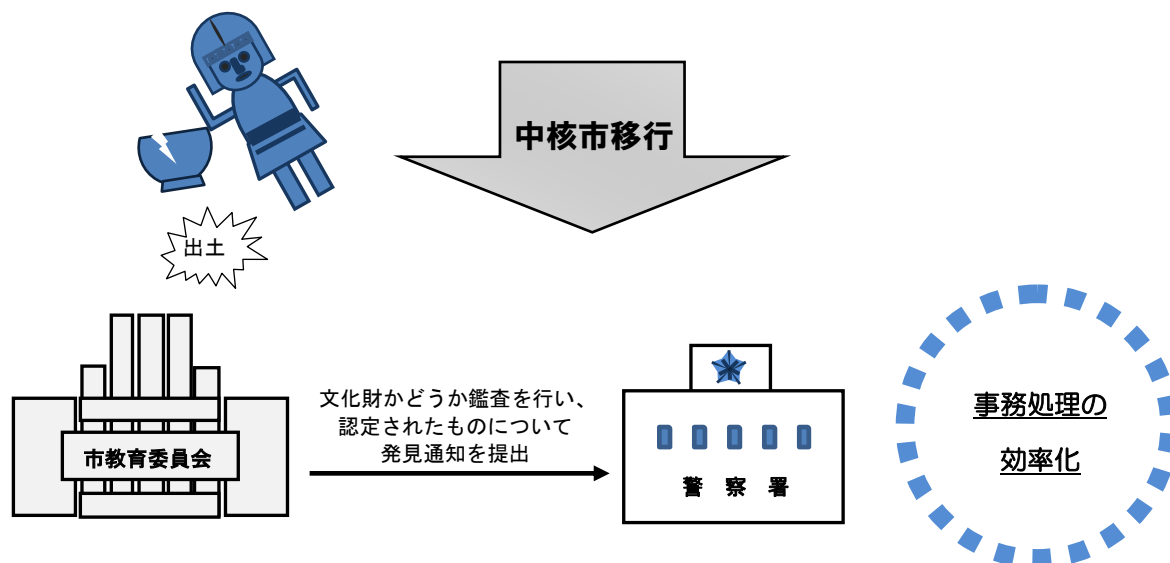 中核市移行
出土
文化財かどうか鑑査を行い、
認定されたものについて
発見通知を提出
市教育委員会
警察署
事務処理の
効率化